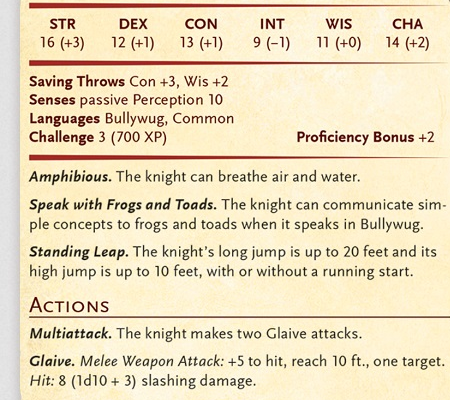 STR DEX CON INT WIS CHA
16 (+3) 12 (+1) 13 (+1) 9 (−1) 11 (+0) 14 (+2)
Saving Throws Con +3, Wis +2
Senses passive Perception 10
Languages Bullywug, Common
Challenge 3 (700 XP) Proficiency Bonus +2
Amphibious. The knight can breathe air and water.
Speak with Frogs and Toads. The knight can communicate sim-
ple concepts to frogs and toads when it speaks in Bullywug.
Standing Leap. The knight's long jump is up to 20 feet and its
high jump is up to 10 feet, with or without a running start.
Actions
Multiattack. The knight makes two Glaive attacks.
Glaive. Melee Weapon Attack: +5 to hit, reach 10 ft., one target.
Hit: 8 (1d10 + 3) slashing damage.